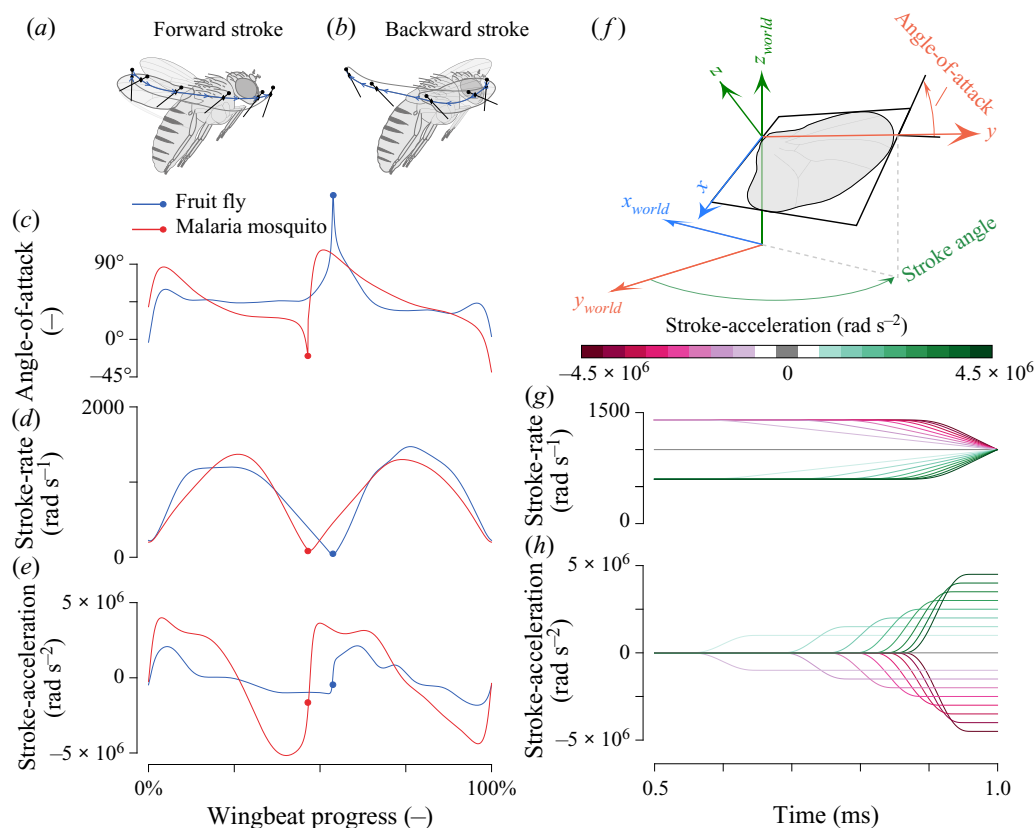 (a)
Forward stroke
(b)
Backward stroke
Fruit fly
Malaria mosquito
(c)
90°
0°
–45°
Angle-of-attack
(–)
(d)
2000
0
Stroke-rate
(rad s–1)
(e)
5 × 10⁶
0
–5 × 10⁶
Stroke-acceleration
(rad s–2)
0%
100%
Wingbeat progress (–)
(f)
z
z_world
Angle-of-attack
y
x
x_world
Stroke angle
y_world
Stroke-acceleration (rad s–2)
–4.5 × 10⁶
0
4.5 × 10⁶
(g)
1500
0
Stroke-rate
(rad s–1)
(h)
5 × 10⁶
0
–5 × 10⁶
Stroke-acceleration
(rad s–2)
0.5
1.0
Time (ms)